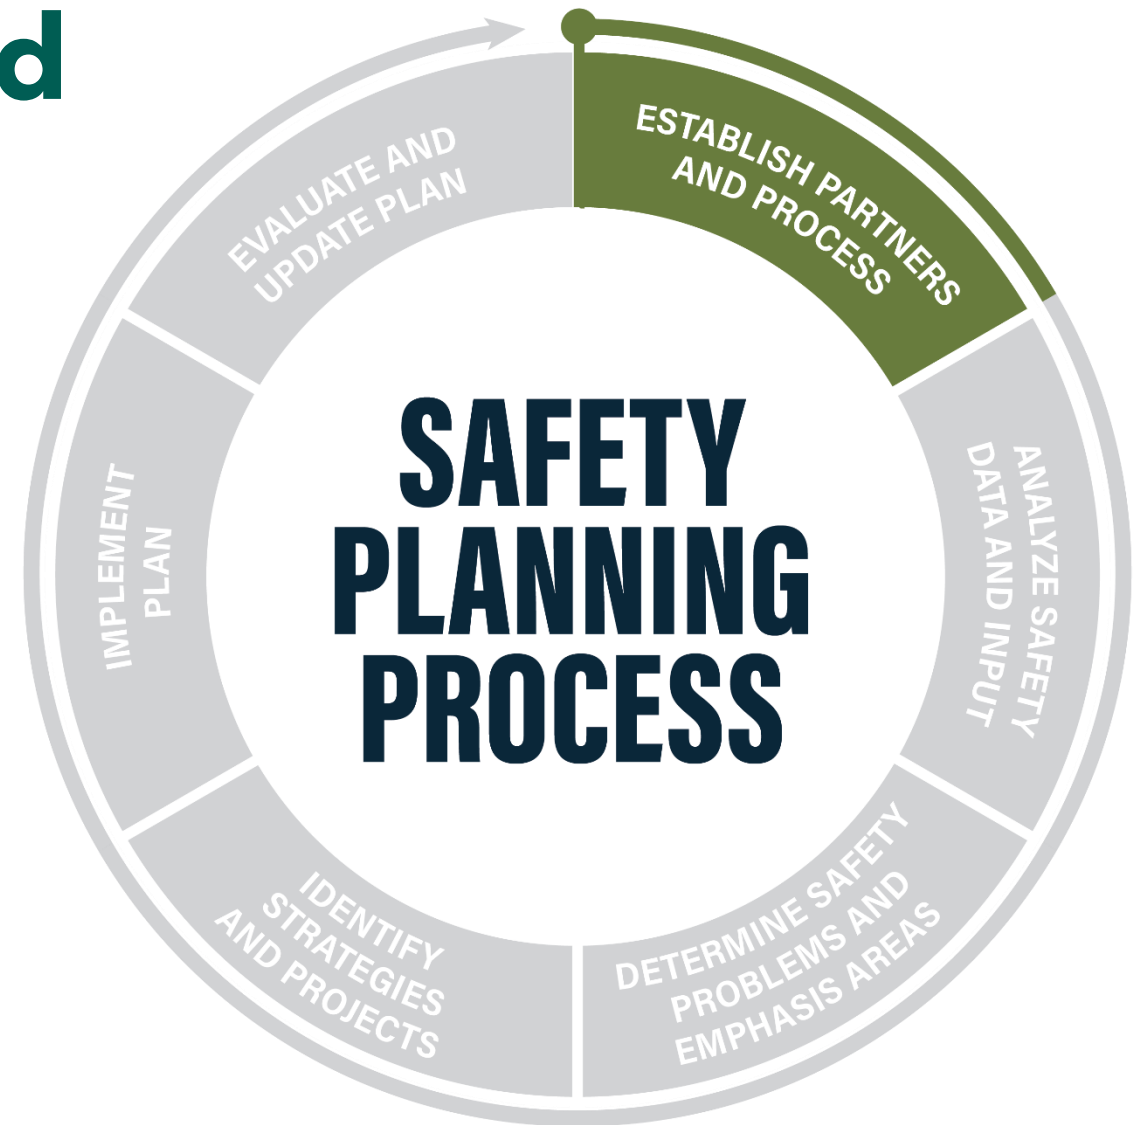 d
ESTABLISH PARTNERS
AND PROCESS
ANALYZE SAFETY
DATA AND INPUT
DETERMINE SAFETY
PROBLEMS AND
EMPHASIS AREAS
IDENTIFY
STRATEGIES
AND PROJECTS
IMPLEMENT
PLAN
EVALUATE AND
UPDATE PLAN
SAFETY
PLANNING
PROCESS